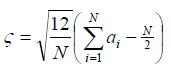 ς = √(12/N) (∑_{i=1}^{N} a_i − N/2)